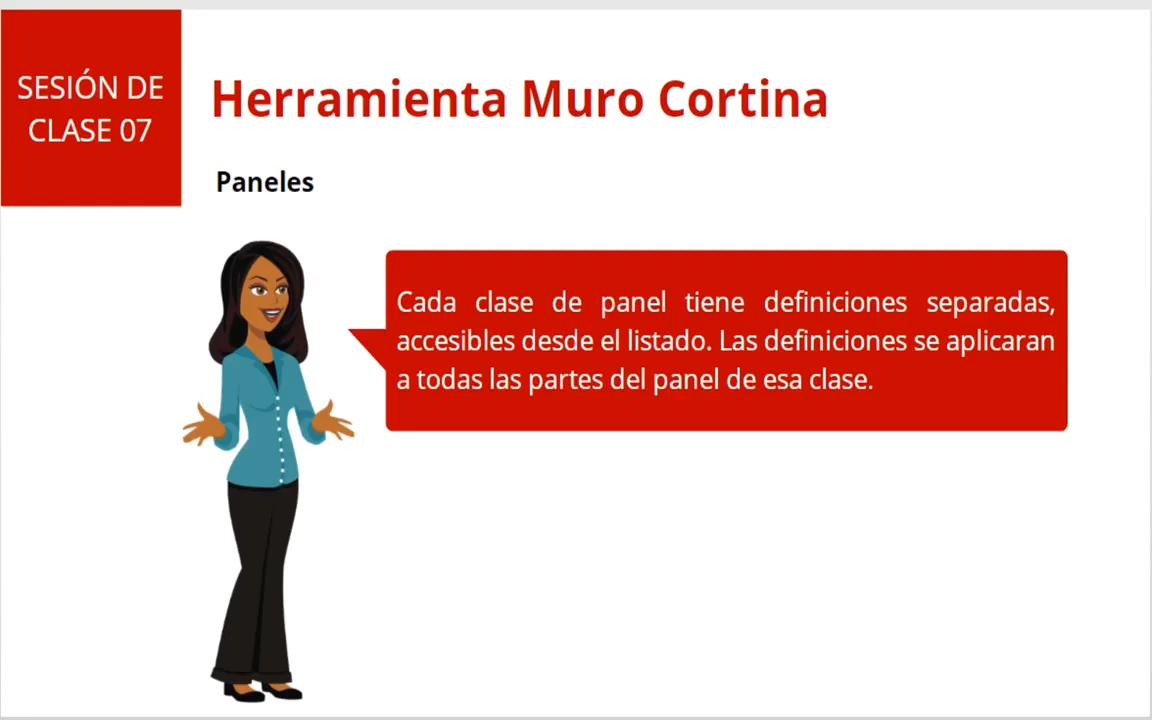 SESIÓN DE
CLASE 07
Herramienta Muro Cortina
Paneles
Cada clase de panel tiene definiciones separadas,
accesibles desde el listado. Las definiciones se aplicaran
a todas las partes del panel de esa clase.